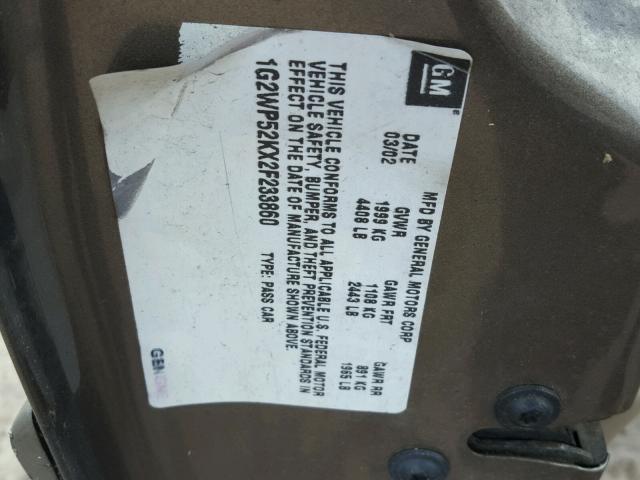 GM
MFD BY GENERAL MOTORS CORP
DATE GVWR GAWR FRT GAWR RR
03/02 1999 KG 1108 KG 891 KG
4408 LB 2443 LB 1965 LB
THIS VEHICLE CONFORMS TO ALL APPLICABLE U.S. FEDERAL MOTOR
VEHICLE SAFETY, BUMPER, AND THEFT PREVENTION STANDARDS IN
EFFECT ON THE DATE OF MANUFACTURE SHOWN ABOVE.
1G2WP52KX2F233860 TYPE: PASS CAR